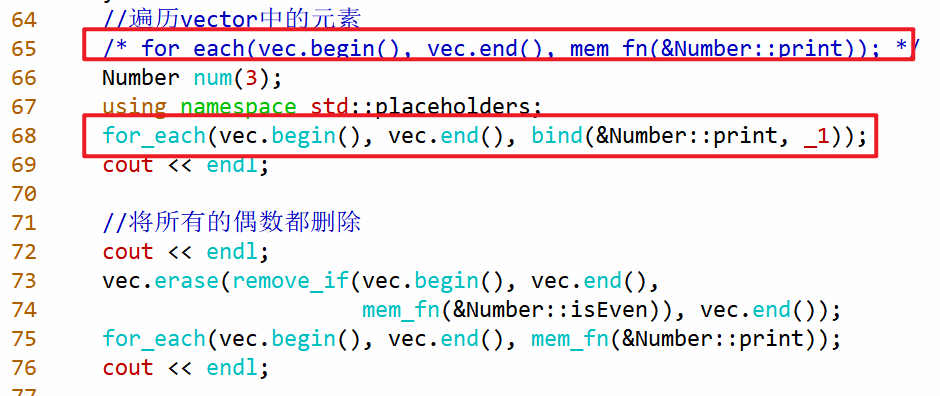 64 //遍历vector中的元素
65 /* for_each(vec.begin(), vec.end(), mem_fn(&Number::print)); */
66 Number num(3);
67 using namespace std::placeholders;
68 for_each(vec.begin(), vec.end(), bind(&Number::print, _1));
69 cout << endl;
70
71 //将所有的偶数都删除
72 cout << endl;
73 vec.erase(remove_if(vec.begin(), vec.end(),
74 mem_fn(&Number::isEven)), vec.end());
75 for_each(vec.begin(), vec.end(), mem_fn(&Number::print));
76 cout << endl;
77